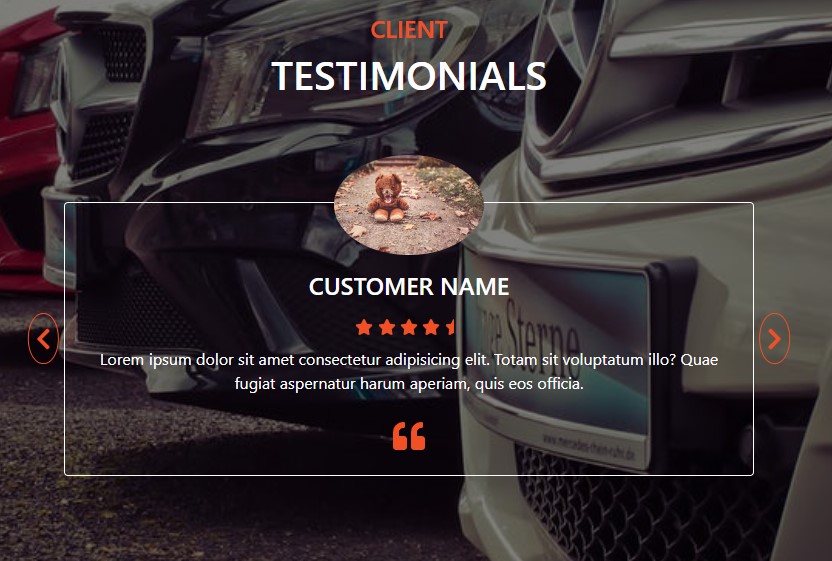 CLIENT
TESTIMONIALS
CUSTOMER NAME
Lorem ipsum dolor sit amet consectetur adipisicing elit. Totam sit voluptatum illo? Quae
fugiat aspernatur harum aperiam, quis eos officia.
Sterne